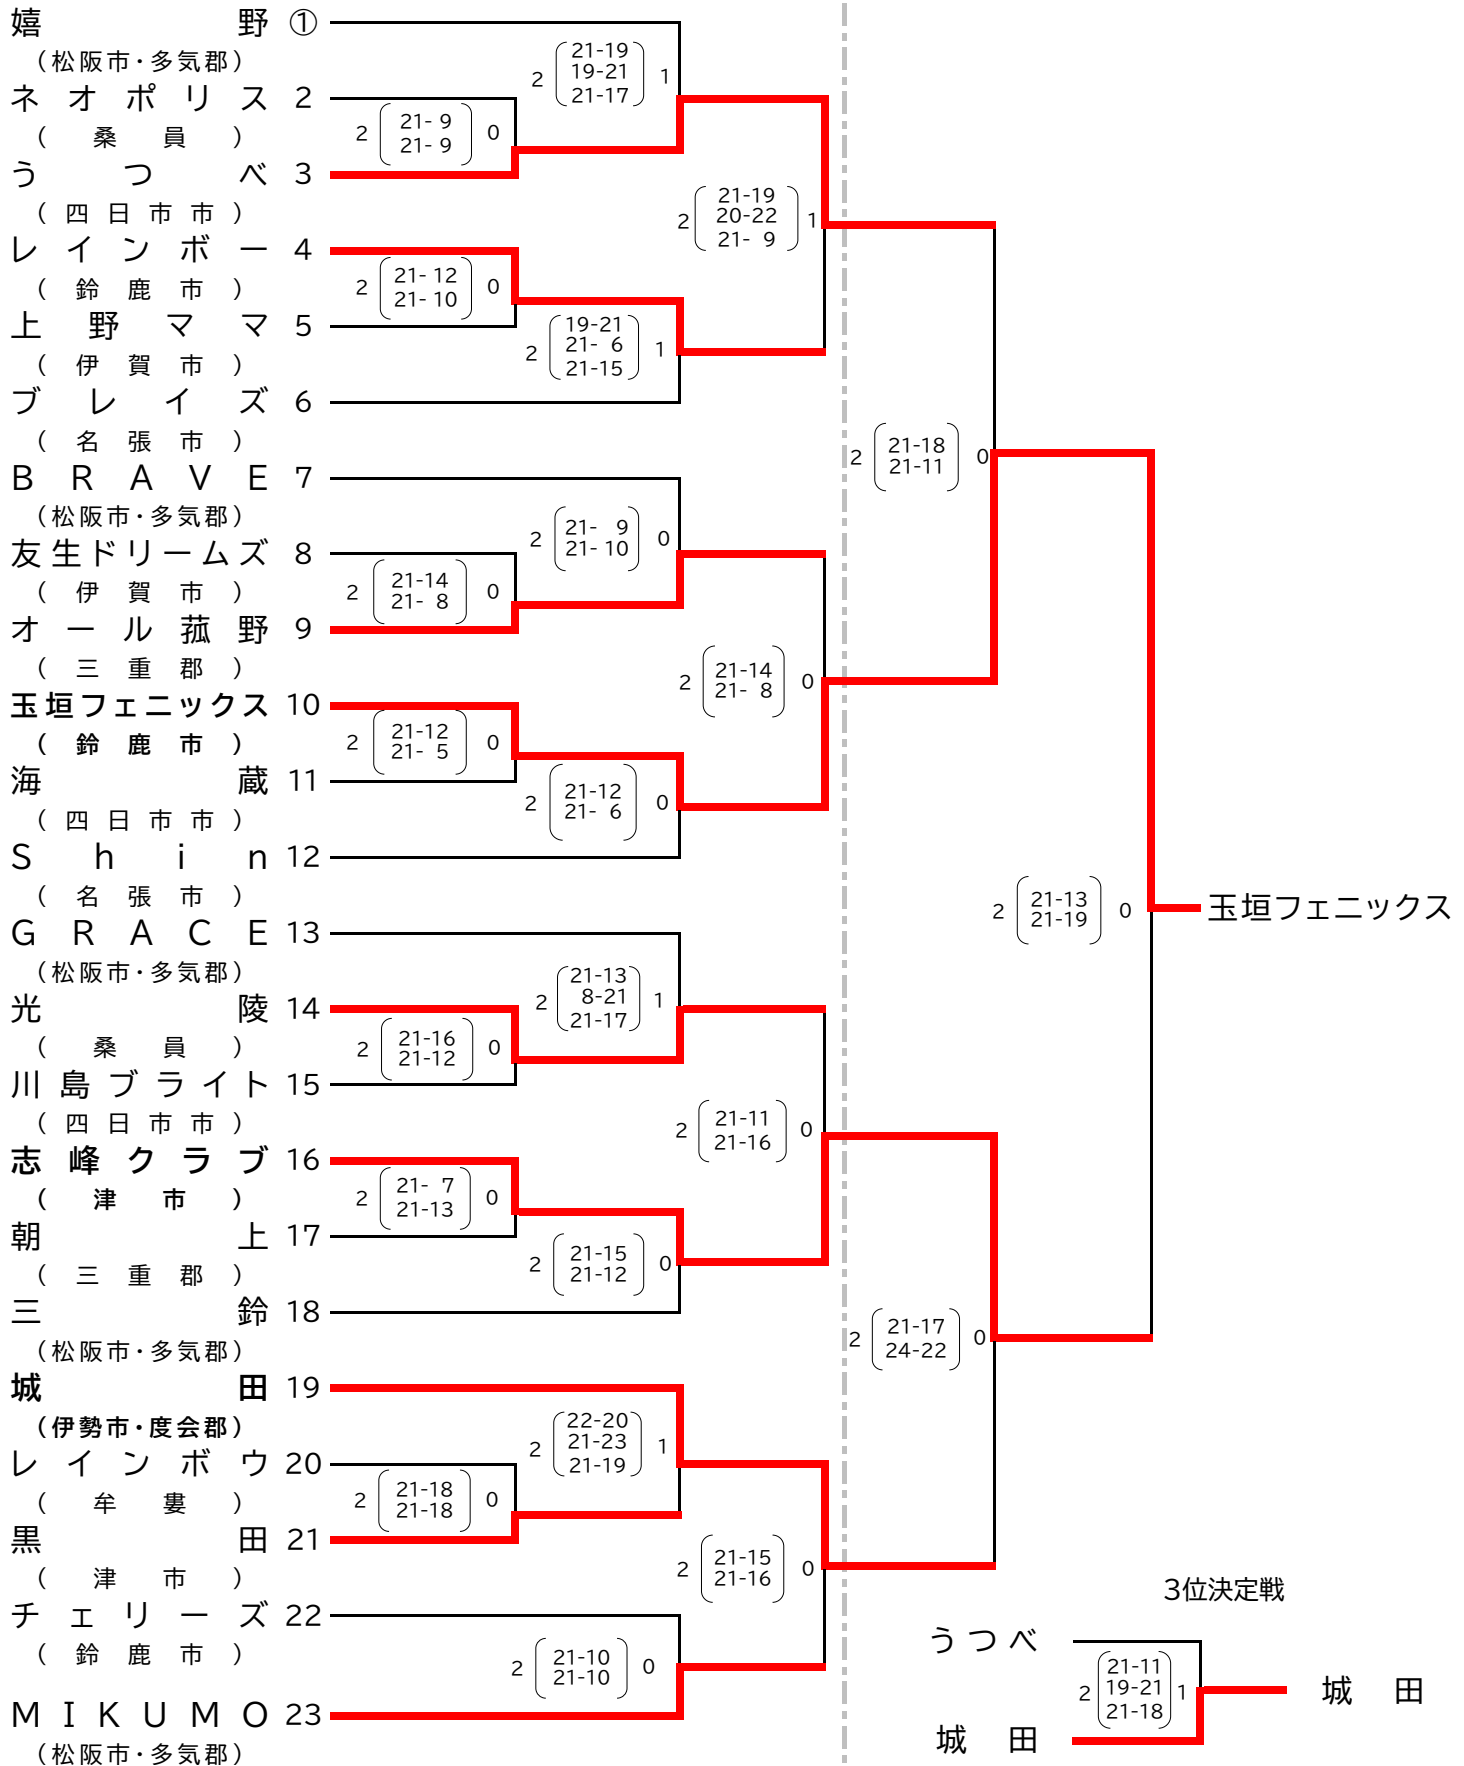 嬉野 ①
（松阪市・多気郡）
ネオポリス 2
（桑員）
うつべ 3
（四日市市）
レインボー 4
（鈴鹿市）
上野ママ 5
（伊賀市）
ブレイズ 6
（名張市）
BRAVE 7
（松阪市・多気郡）
友生ドリームズ 8
（伊賀市）
オール菰野 9
（三重郡）
玉垣フェニックス 10
（鈴鹿市）
海蔵 11
（四日市市）
Shin 12
（名張市）
GRACE 13
（松阪市・多気郡）
光陵 14
（桑員）
川島ブライト 15
（四日市市）
志峰クラブ 16
（津市）
朝上 17
（三重郡）
三鈴 18
（松阪市・多気郡）
城田 19
（伊勢市・度会郡）
レインボウ 20
（牟婁）
黒田 21
（津市）
チェリーズ 22
（鈴鹿市）
MIKUMO 23
（松阪市・多気郡）
21- 9
2 0
21- 9
21- 12
2 0
21- 10
21-14
2 0
21- 8
21-12
2 0
21- 5
21-16
2 0
21-12
21- 7
2 0
21-13
21-18
2 0
21-18
21-19
2 19-21 1
21-17
19-21
2 21- 6 1
21-15
21- 9
2 0
21- 10
21-12
2 0
21- 6
21-13
2 8-21 1
21-17
21-15
2 0
21-12
22-20
2 21-23 1
21-19
21-10
2 0
21-10
21-19
2 20-22 1
21- 9
21-14
2 0
21- 8
21-11
2 0
21-16
21-15
2 0
21-16
21-18
2 0
21-11
21-17
2 0
24-22
21-13
2 0
21-19
玉垣フェニックス
3位決定戦
うつべ
21-11
2 19-21 1
21-18
城田
城田